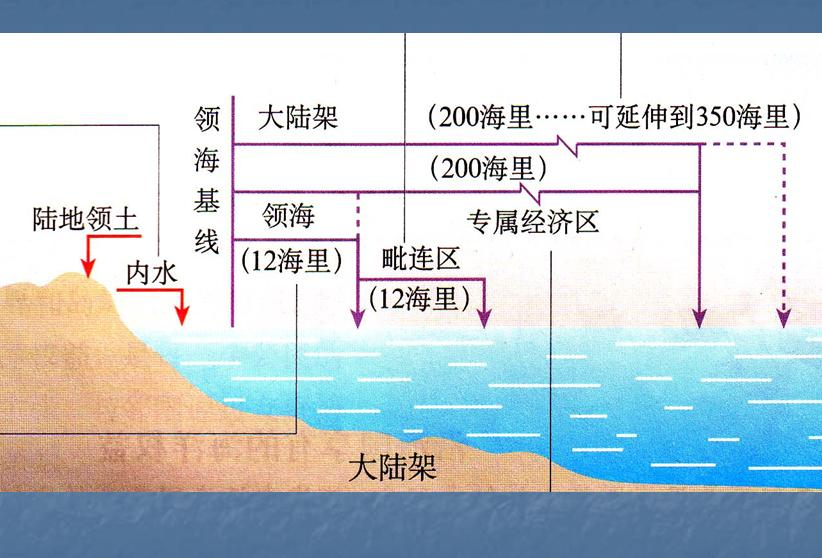 领海基线
大陆架
(200海里……可延伸到350海里)
(200海里)
陆地领土
领海
专属经济区
内水
(12海里)
毗连区
(12海里)
大陆架